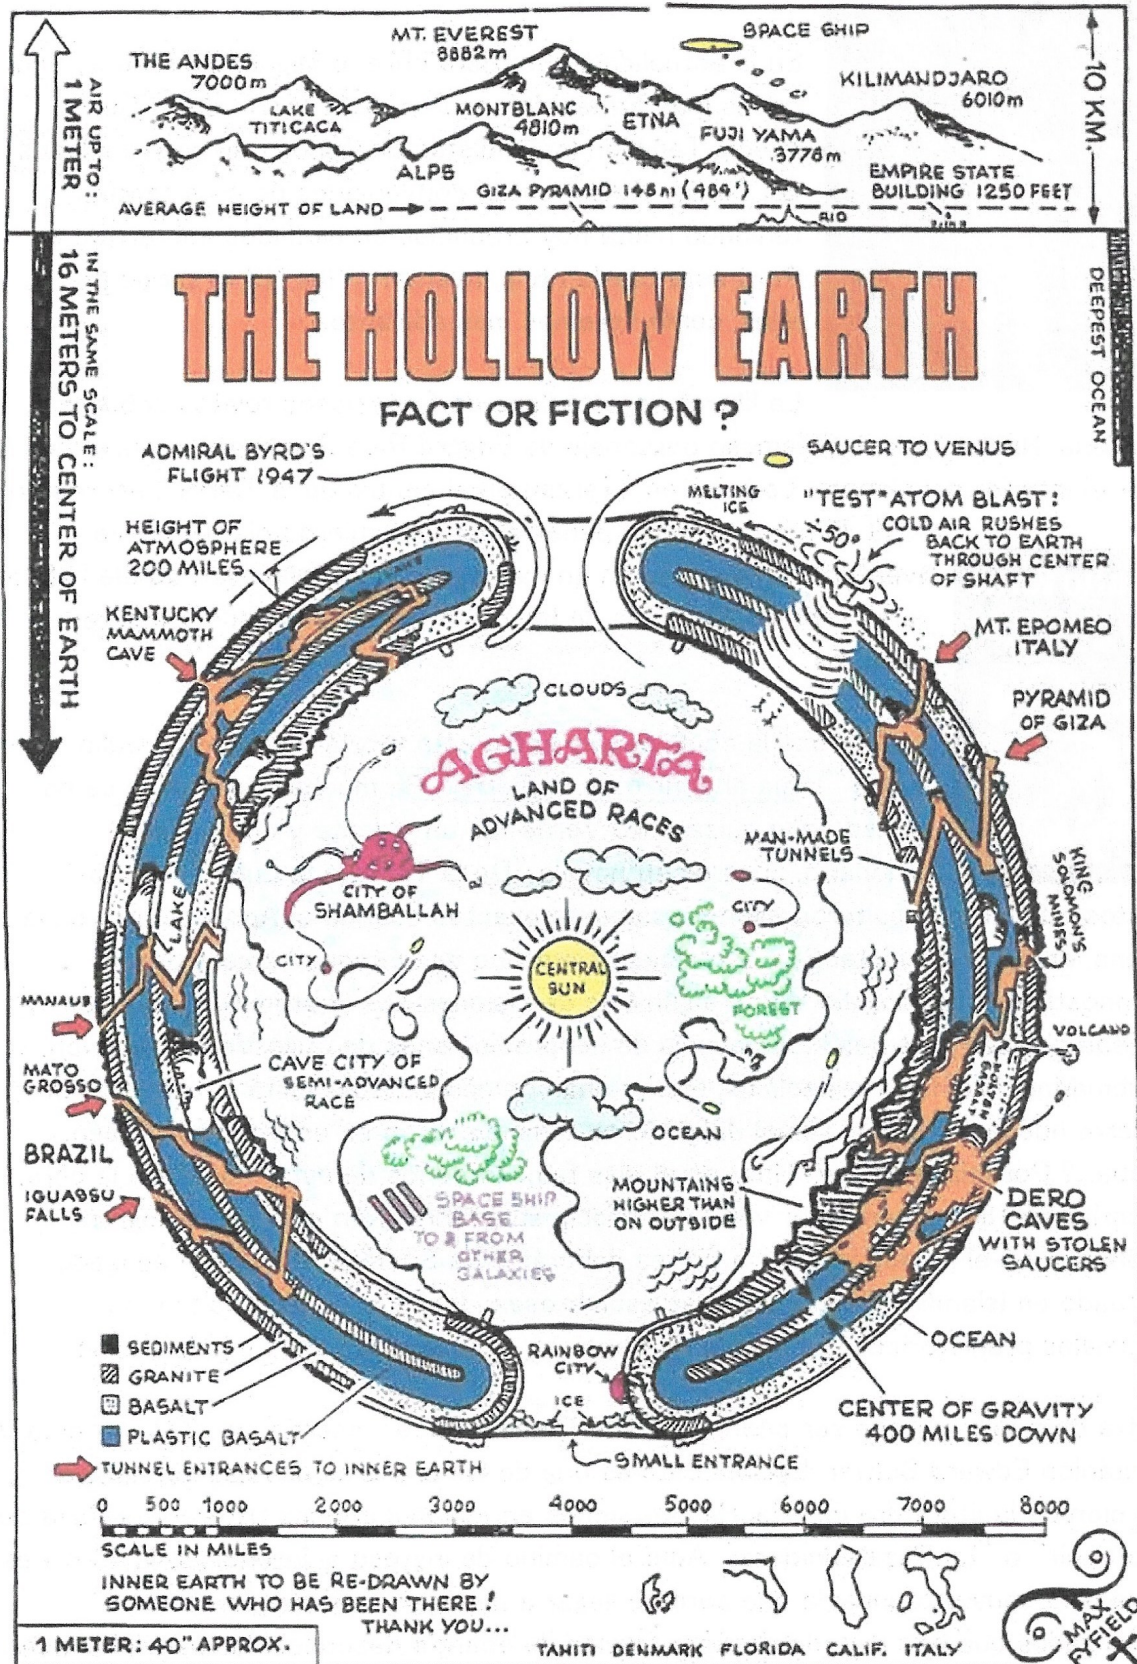 MT. EVEREST
8882m
SPACE SHIP
THE ANDES
7000m
KILIMANDJARO
6010m
10 KM.
AIR UP TO:
1 METER
LAKE
TITICACA
MONTBLANC
4810m
ETNA
FUJI YAMA
3778m
ALPS
EMPIRE STATE
BUILDING 1250 FEET
GIZA PYRAMID 148m (484')
AVERAGE HEIGHT OF LAND
RIO
IN THE SAME SCALE:
16 METERS TO CENTER OF EARTH
DEEPEST OCEAN
THE HOLLOW EARTH
FACT OR FICTION ?
ADMIRAL BYRD'S
FLIGHT 1947
SAUCER TO VENUS
MELTING
ICE
"TEST" ATOM BLAST:
50°
COLD AIR RUSHES
BACK TO EARTH
THROUGH CENTER
OF SHAFT
HEIGHT OF
ATMOSPHERE
200 MILES
LAKE
KENTUCKY
MAMMOTH
CAVE
MT. EPOMEO
ITALY
PYRAMID
OF GIZA
CLOUDS
AGHARTA
LAND OF
ADVANCED RACES
MAN-MADE
TUNNELS
KING
SOLOMON'S
MINES
CITY OF
SHAMBALLAH
LAKE
CITY
CITY
CENTRAL
SUN
FOREST
MANAUS
VOLCANO
MATO
GROSSO
CAVE CITY OF
SEMI-ADVANCED
RACE
MOLTEN
BASALT
OCEAN
BRAZIL
IGUASSU
FALLS
SPACE SHIP
BASE
TO & FROM
OTHER
GALAXIES
MOUNTAINS
HIGHER THAN
ON OUTSIDE
DERO
CAVES
WITH STOLEN
SAUCERS
SEDIMENTS
GRANITE
BASALT
PLASTIC BASALT
TUNNEL ENTRANCES TO INNER EARTH
RAINBOW
CITY
ICE
SMALL ENTRANCE
OCEAN
CENTER OF GRAVITY
400 MILES DOWN
0 500 1000 2000 3000 4000 5000 6000 7000 8000
SCALE IN MILES
INNER EARTH TO BE RE-DRAWN BY
SOMEONE WHO HAS BEEN THERE!
THANK YOU...
1 METER: 40" APPROX.
TAHITI DENMARK FLORIDA CALIF. ITALY
MAX
FYFIELD